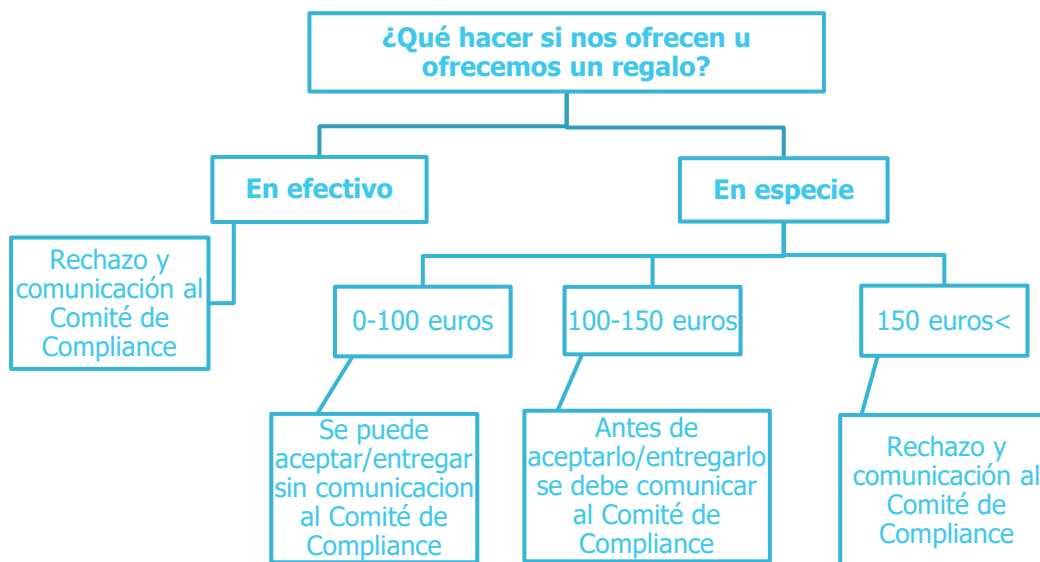 ¿Qué hacer si nos ofrecen u
ofrecemos un regalo?
En efectivo
En especie
Rechazo y
comunicación al
Comité de
Compliance
0-100 euros
100-150 euros
150 euros<
Se puede
aceptar/entregar
sin comunicacion
al Comité de
Compliance
Antes de
aceptarlo/entregarlo
se debe comunicar
al Comité de
Compliance
Rechazo y
comunicación al
Comité de
Compliance